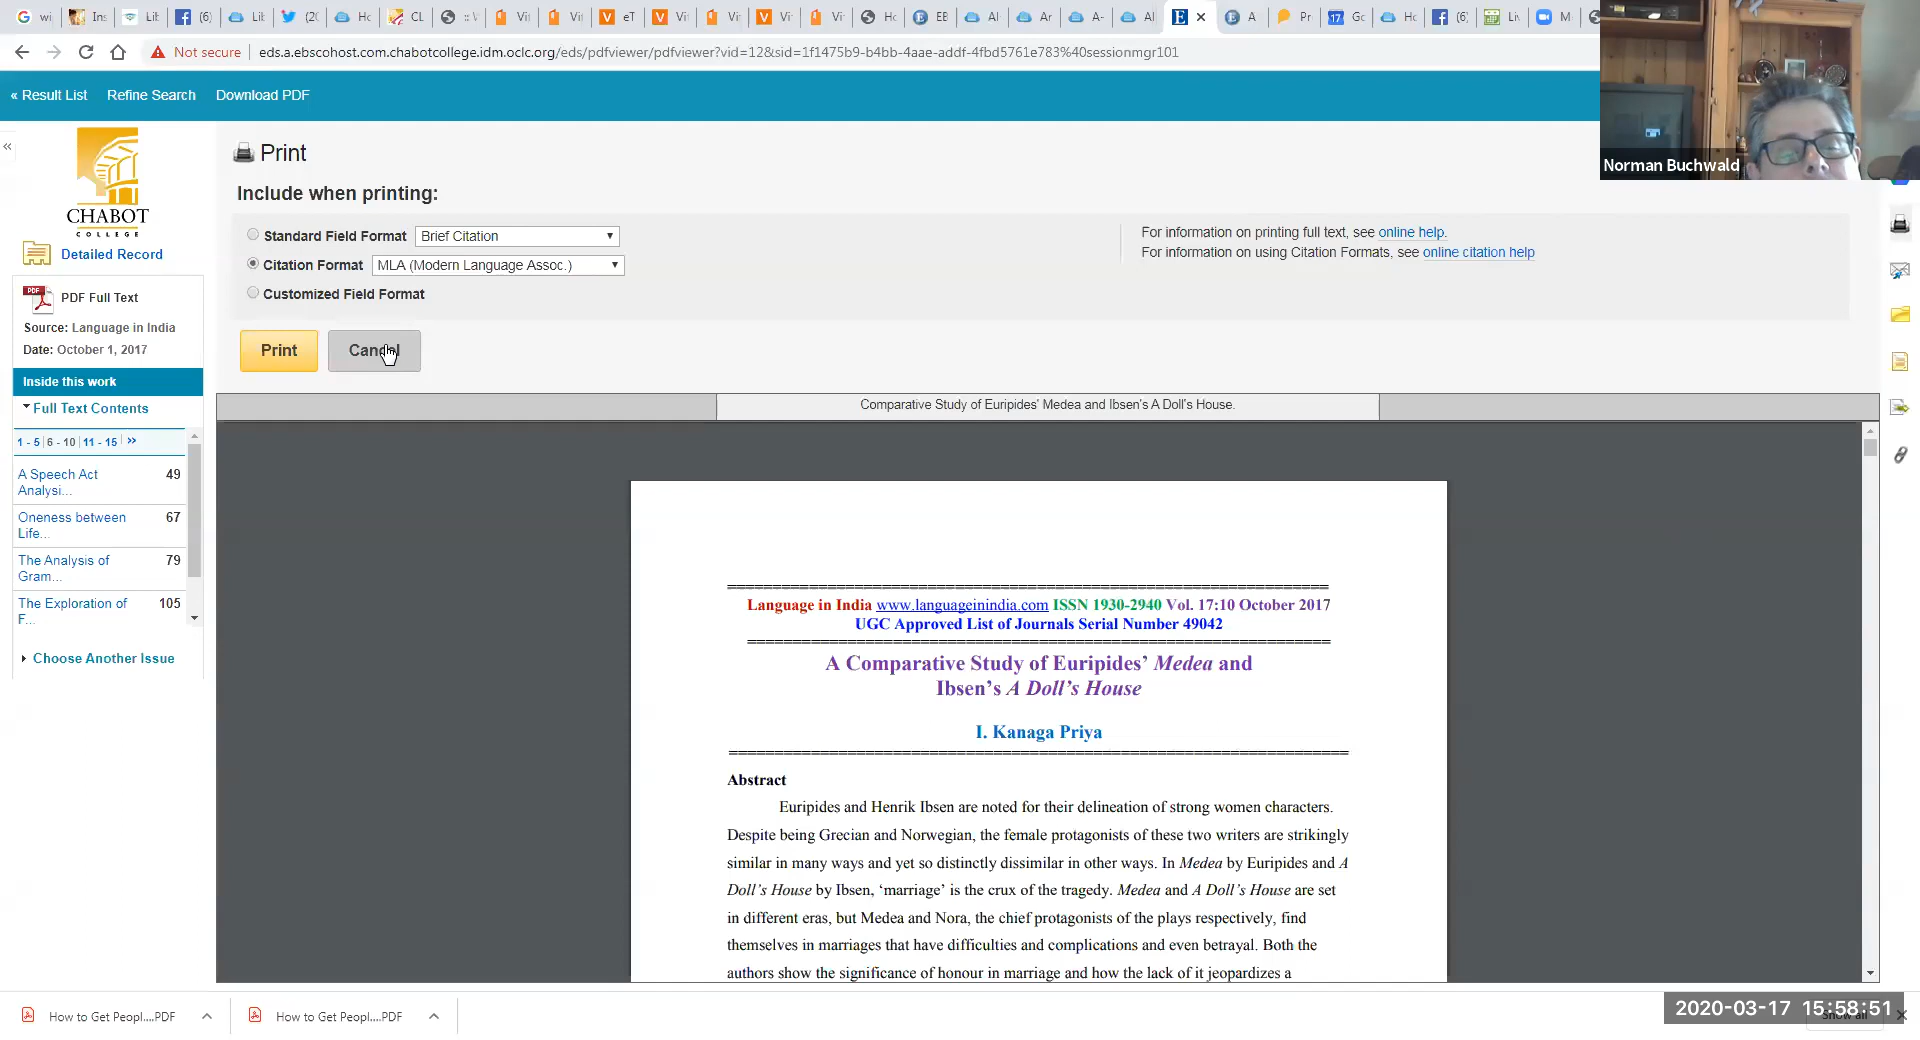 Not secure | eds.a.ebscohost.com.chabotcollege.idm.oclc.org/eds/pdfviewer/pdfviewer?vid=12&sid=1f1475b9-b4bb-4aae-addf-4fbd5761e783%40sessionmgr101
« Result List Refine Search Download PDF
CHABOT
COLLEGE
Detailed Record
PDF Full Text
Source: Language in India
Date: October 1, 2017
Inside this work
Full Text Contents
1 - 5 | 6 - 10 | 11 - 15 »
A Speech Act Analysi... 49
Oneness between Life... 67
The Analysis of Gram... 79
The Exploration of F... 105
Choose Another Issue
Print
Include when printing:
Standard Field Format Brief Citation
Citation Format MLA (Modern Language Assoc.)
Customized Field Format
For information on printing full text, see online help.
For information on using Citation Formats, see online citation help
Print Cancel
Norman Buchwald
Comparative Study of Euripides' Medea and Ibsen's A Doll's House.
Language in India www.languageinindia.com ISSN 1930-2940 Vol. 17:10 October 2017
UGC Approved List of Journals Serial Number 49042
A Comparative Study of Euripides’ Medea and
Ibsen’s A Doll’s House
I. Kanaga Priya
Abstract
Euripides and Henrik Ibsen are noted for their delineation of strong women characters.
Despite being Grecian and Norwegian, the female protagonists of these two writers are strikingly
similar in many ways and yet so distinctly dissimilar in other ways. In Medea by Euripides and A
Doll’s House by Ibsen, ‘marriage’ is the crux of the tragedy. Medea and A Doll’s House are set
in different eras, but Medea and Nora, the chief protagonists of the plays respectively, find
themselves in marriages that have difficulties and complications and even betrayal. Both the
authors show the significance of honour in marriage and how the lack of it jeopardizes a
How to Get Peopl....PDF How to Get Peopl....PDF
2020-03-17 15:58:51
Show all